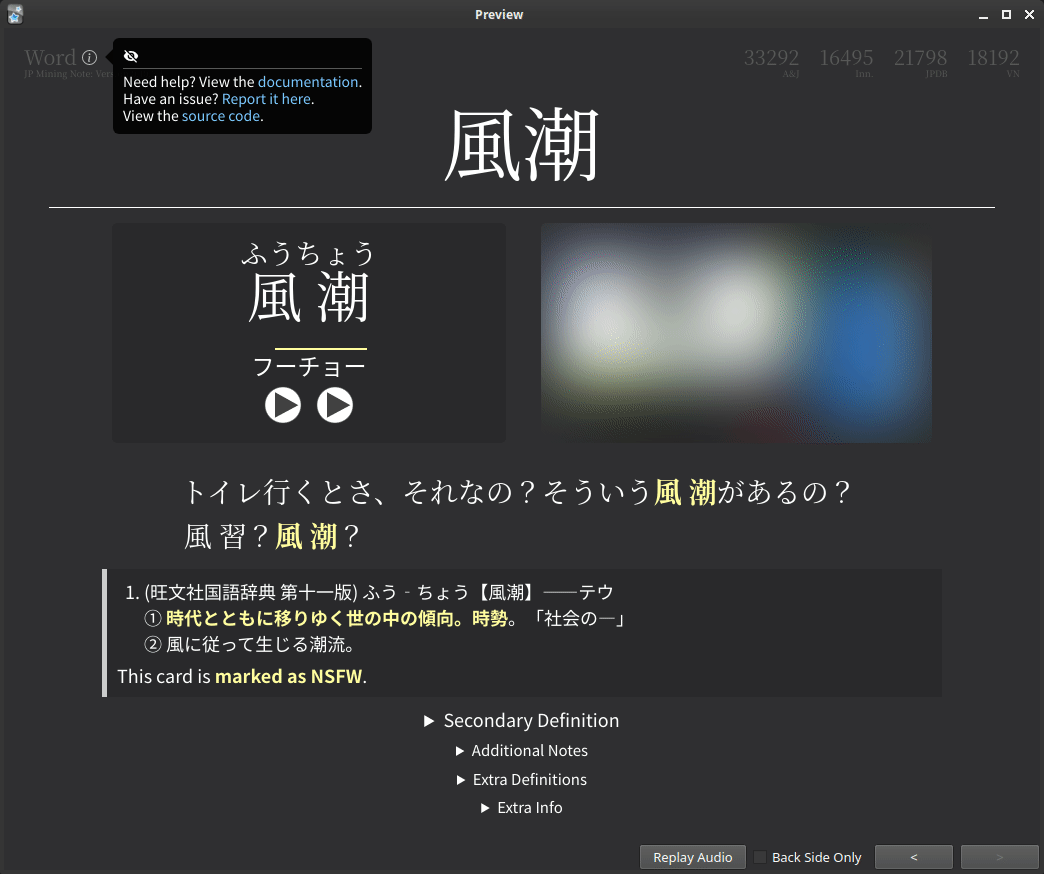 Preview
Word
JP Mining Note: Ver
Need help? View the documentation.
Have an issue? Report it here.
View the source code.
33292 16495 21798 18192
A&J Inn. JPDB VN
風潮
ふうちょう
風潮
フーチョー
トイレ行くとさ、それなの？そういう風潮があるの？
風習？風潮？
1. (旺文社国語辞典 第十一版) ふう‐ちょう【風潮】――テウ
① 時代とともに移りゆく世の中の傾向。時勢。「社会の―」
② 風に従って生じる潮流。
This card is marked as NSFW.
▶ Secondary Definition
▶ Additional Notes
▶ Extra Definitions
▶ Extra Info
Replay Audio Back Side Only < >